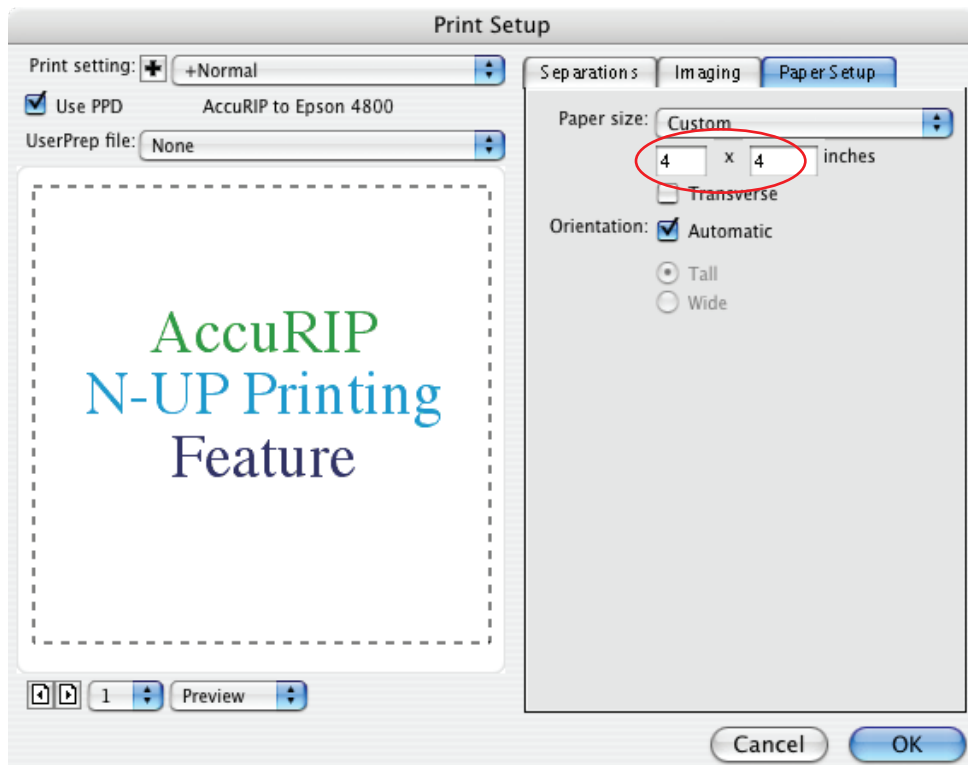 Print Setup
Print setting: +Normal
Use PPD AccuRIP to Epson 4800
UserPrep file: None
AccuRIP
N-UP Printing
Feature
1 Preview
Separations Imaging Paper Setup
Paper size: Custom
4 x 4 inches
Transverse
Orientation: Automatic
Tall
Wide
Cancel OK